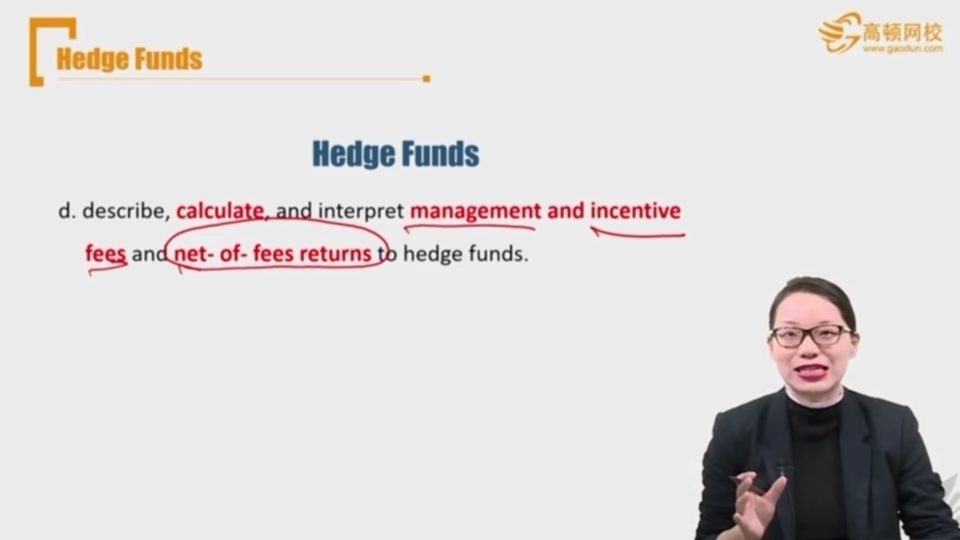 Hedge Funds
高顿网校
www.gaodun.com
Hedge Funds
d. describe, calculate, and interpret management and incentive
fees and net- of- fees returns to hedge funds.